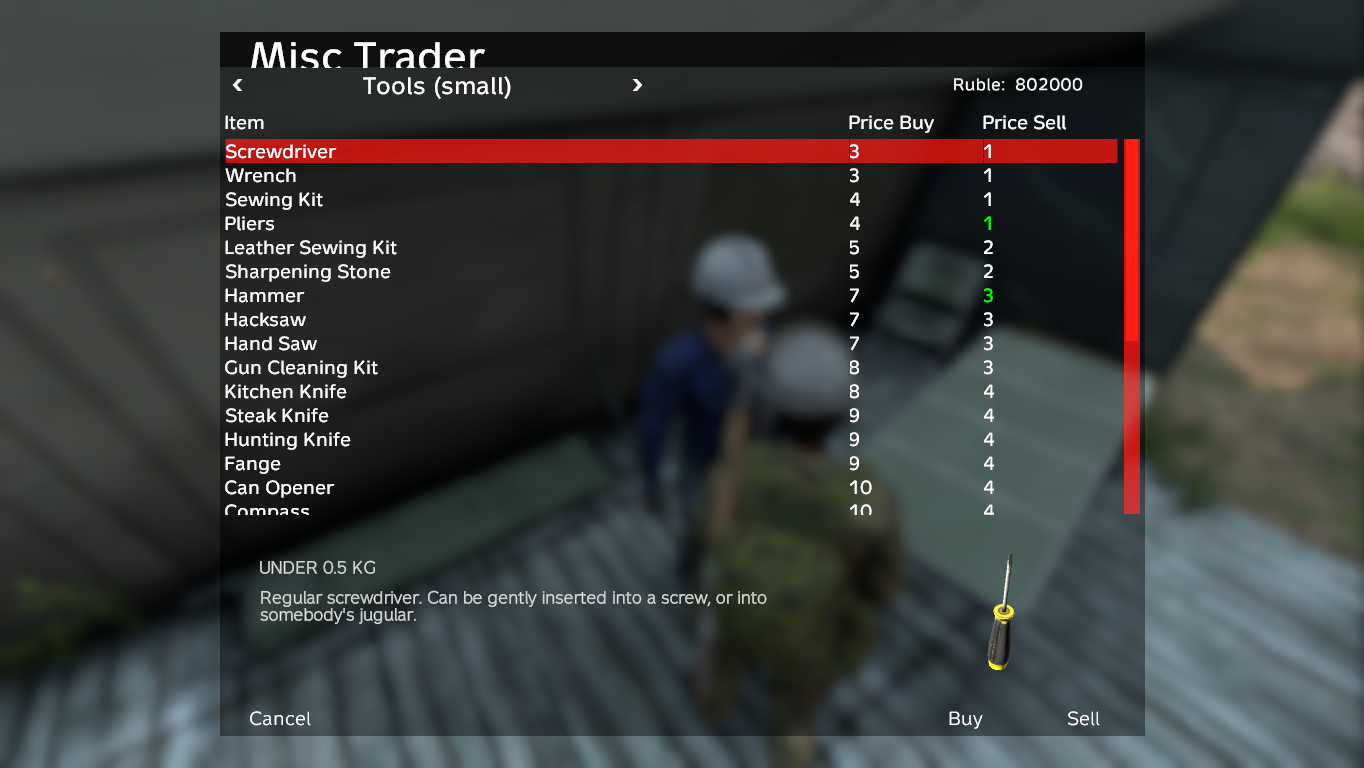 Misc Trader
‹ Tools (small) › Ruble: 802000
Item Price Buy Price Sell
Screwdriver 3 1
Wrench 3 1
Sewing Kit 4 1
Pliers 4 1
Leather Sewing Kit 5 2
Sharpening Stone 5 2
Hammer 7 3
Hacksaw 7 3
Hand Saw 7 3
Gun Cleaning Kit 8 3
Kitchen Knife 8 4
Steak Knife 9 4
Hunting Knife 9 4
Fange 9 4
Can Opener 10 4
Compass 10 4
UNDER 0.5 KG
Regular screwdriver. Can be gently inserted into a screw, or into
somebody's jugular.
Cancel Buy Sell